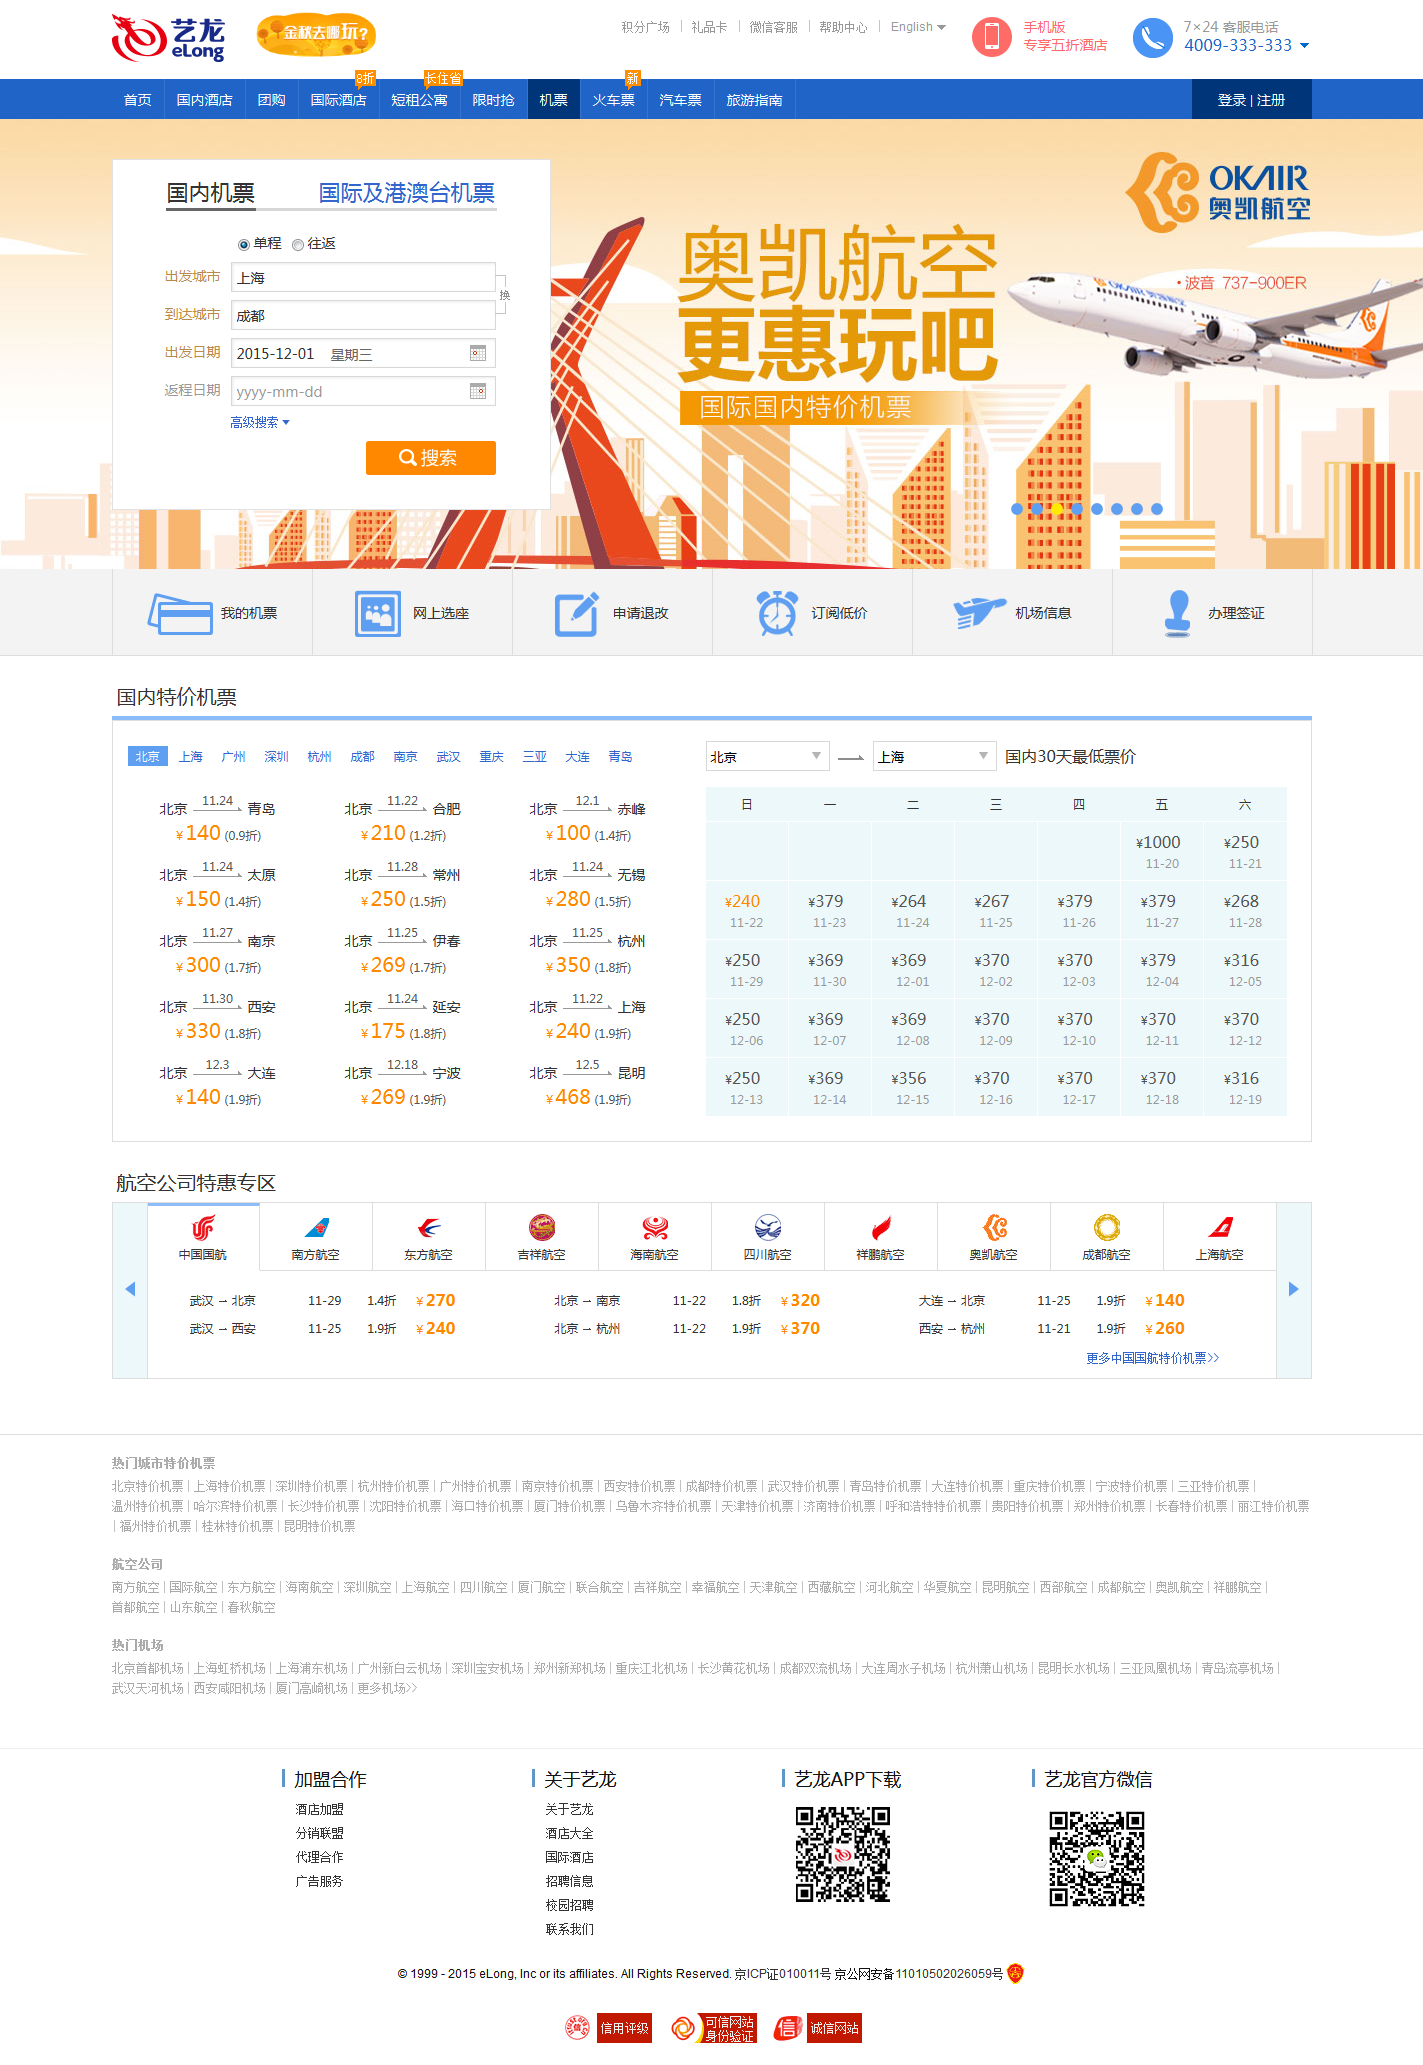 艺龙 eLong
金秋去哪玩?
积分广场 礼品卡 微信客服 帮助中心 English
手机版
专享五折酒店
7×24 客服电话
4009-333-333
8折 长住省 新
首页 国内酒店 团购 国际酒店 短租公寓 限时抢 机票 火车票 汽车票 旅游指南 登录 | 注册
OKAIR
奥凯航空
国内机票 国际及港澳台机票
单程 往返
出发城市 上海
换
到达城市 成都
出发日期 2015-12-01 星期三
返程日期 yyyy-mm-dd
高级搜索
搜索
奥凯航空
更惠玩吧
国际国内特价机票
·波音 737-900ER
我的机票 网上选座 申请退改 订阅低价 机场信息 办理签证
国内特价机票
北京 上海 广州 深圳 杭州 成都 南京 武汉 重庆 三亚 大连 青岛
北京 11.24 青岛 北京 11.22 合肥 北京 12.1 赤峰
¥140 (0.9折) ¥210 (1.2折) ¥100 (1.4折)
北京 11.24 太原 北京 11.28 常州 北京 11.24 无锡
¥150 (1.4折) ¥250 (1.5折) ¥280 (1.5折)
北京 11.27 南京 北京 11.25 伊春 北京 11.25 杭州
¥300 (1.7折) ¥269 (1.7折) ¥350 (1.8折)
北京 11.30 西安 北京 11.24 延安 北京 11.22 上海
¥330 (1.8折) ¥175 (1.8折) ¥240 (1.9折)
北京 12.3 大连 北京 12.18 宁波 北京 12.5 昆明
¥140 (1.9折) ¥269 (1.9折) ¥468 (1.9折)
北京 上海 国内30天最低票价
日 一 二 三 四 五 六
¥1000 ¥250
11-20 11-21
¥240 ¥379 ¥264 ¥267 ¥379 ¥379 ¥268
11-22 11-23 11-24 11-25 11-26 11-27 11-28
¥250 ¥369 ¥369 ¥370 ¥370 ¥379 ¥316
11-29 11-30 12-01 12-02 12-03 12-04 12-05
¥250 ¥369 ¥369 ¥370 ¥370 ¥370 ¥370
12-06 12-07 12-08 12-09 12-10 12-11 12-12
¥250 ¥369 ¥356 ¥370 ¥370 ¥370 ¥316
12-13 12-14 12-15 12-16 12-17 12-18 12-19
航空公司特惠专区
中国国航 南方航空 东方航空 吉祥航空 海南航空 四川航空 祥鹏航空 奥凯航空 成都航空 上海航空
武汉 → 北京 11-29 1.4折 ¥270 北京 → 南京 11-22 1.8折 ¥320 大连 → 北京 11-25 1.9折 ¥140
武汉 → 西安 11-25 1.9折 ¥240 北京 → 杭州 11-22 1.9折 ¥370 西安 → 杭州 11-21 1.9折 ¥260
更多中国国航特价机票>>
热门城市特价机票
北京特价机票 | 上海特价机票 | 深圳特价机票 | 杭州特价机票 | 广州特价机票 | 南京特价机票 | 西安特价机票 | 成都特价机票 | 武汉特价机票 | 青岛特价机票 | 大连特价机票 | 重庆特价机票 | 宁波特价机票 | 三亚特价机票 |
温州特价机票 | 哈尔滨特价机票 | 长沙特价机票 | 沈阳特价机票 | 海口特价机票 | 厦门特价机票 | 乌鲁木齐特价机票 | 天津特价机票 | 济南特价机票 | 呼和浩特特价机票 | 贵阳特价机票 | 郑州特价机票 | 长春特价机票 | 丽江特价机票
| 福州特价机票 | 桂林特价机票 | 昆明特价机票
航空公司
南方航空 | 国际航空 | 东方航空 | 海南航空 | 深圳航空 | 上海航空 | 四川航空 | 厦门航空 | 联合航空 | 吉祥航空 | 幸福航空 | 天津航空 | 西藏航空 | 河北航空 | 华夏航空 | 昆明航空 | 西部航空 | 成都航空 | 奥凯航空 | 祥鹏航空 |
首都航空 | 山东航空 | 春秋航空
热门机场
北京首都机场 | 上海虹桥机场 | 上海浦东机场 | 广州新白云机场 | 深圳宝安机场 | 郑州新郑机场 | 重庆江北机场 | 长沙黄花机场 | 成都双流机场 | 大连周水子机场 | 杭州萧山机场 | 昆明长水机场 | 三亚凤凰机场 | 青岛流亭机场 |
武汉天河机场 | 西安咸阳机场 | 厦门高崎机场 | 更多机场>>
加盟合作 关于艺龙 艺龙APP下载 艺龙官方微信
酒店加盟 关于艺龙
分销联盟 酒店大全
代理合作 国际酒店
广告服务 招聘信息
校园招聘
联系我们
© 1999 - 2015 eLong, Inc or its affiliates. All Rights Reserved. 京ICP证010011号 京公网安备11010502026059号
信用评级 可信网站 身份验证 信 诚信网站